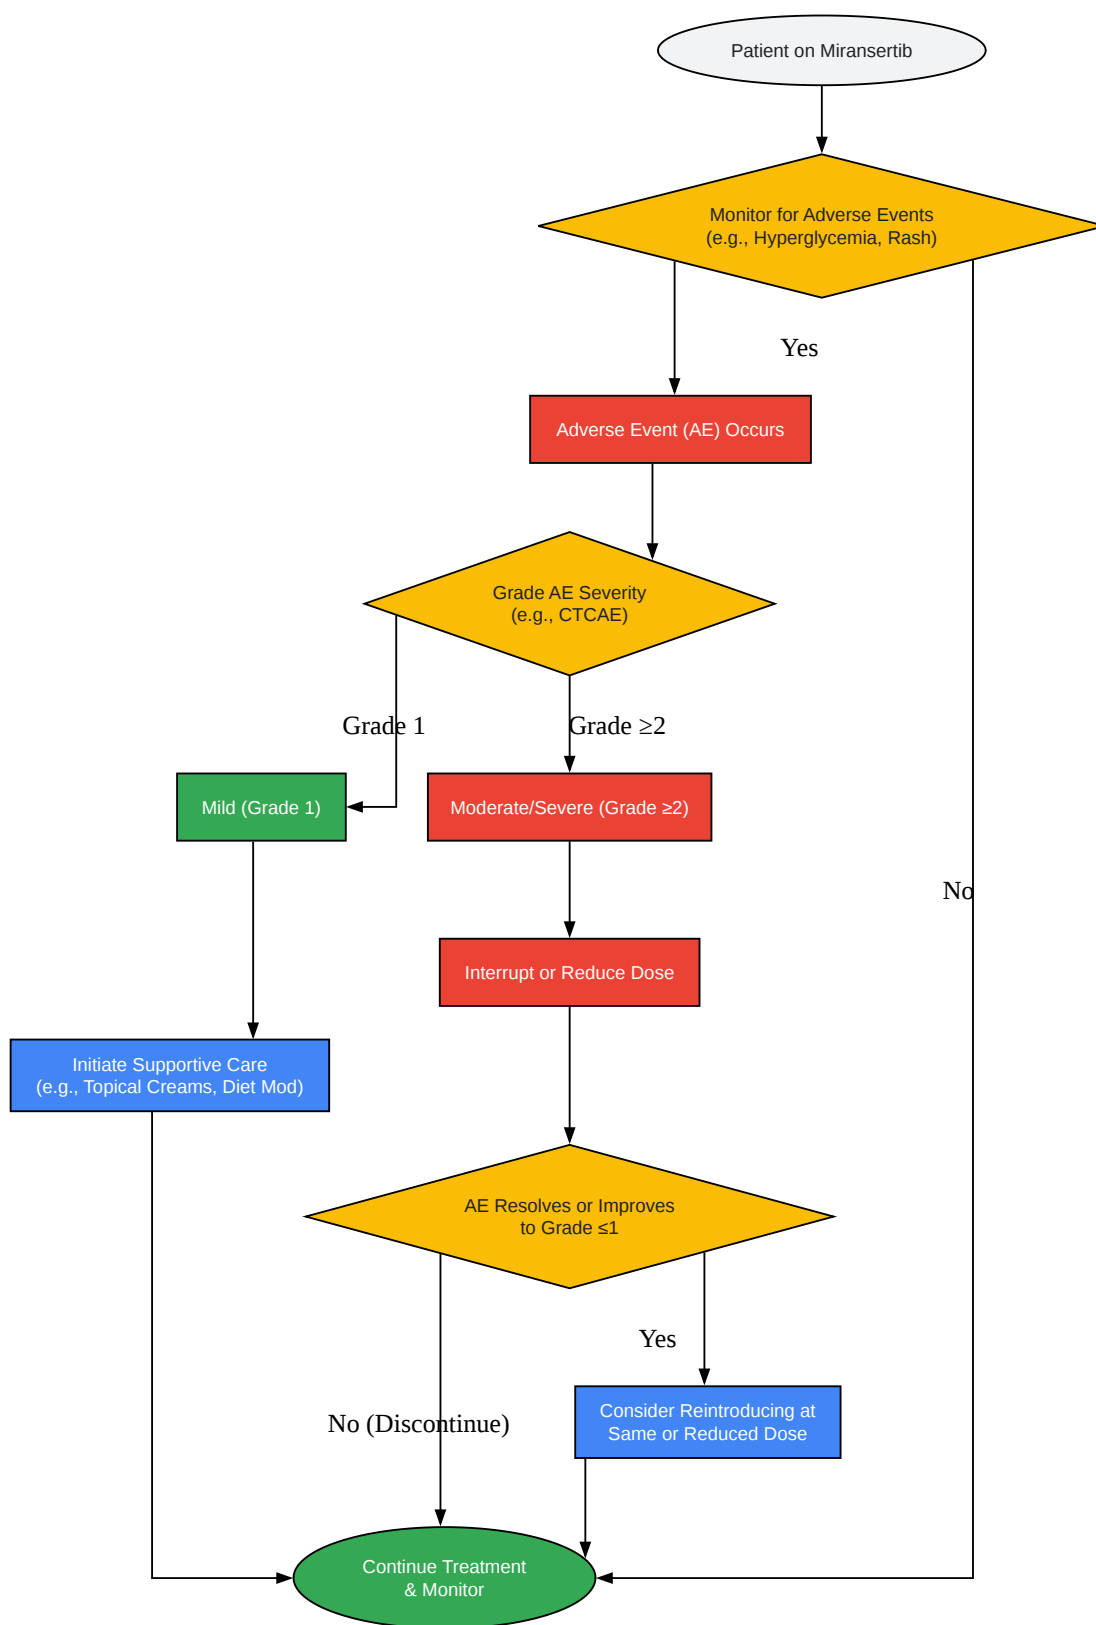 Patient on Miransertib
Monitor for Adverse Events
(e.g., Hyperglycemia, Rash)
Yes
Adverse Event (AE) Occurs
Grade AE Severity
(e.g., CTCAE)
Grade 1
Grade ≥2
Mild (Grade 1)
Moderate/Severe (Grade ≥2)
No
Interrupt or Reduce Dose
Initiate Supportive Care
(e.g., Topical Creams, Diet Mod)
AE Resolves or Improves
to Grade ≤1
Yes
No (Discontinue)
Consider Reintroducing at
Same or Reduced Dose
Continue Treatment
& Monitor